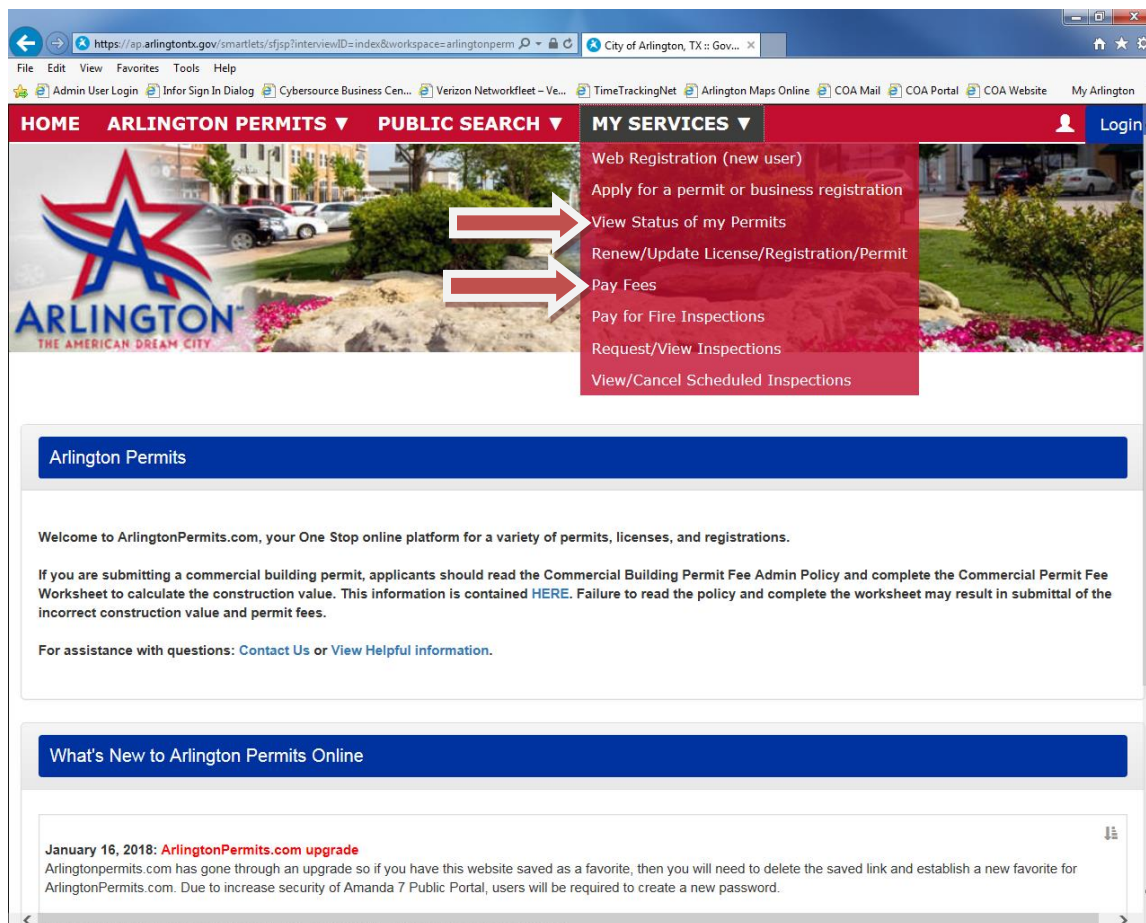 https://ap.arlingtontx.gov/smartlets/sfjsp?interviewID=index&workspace=arlingtonperm
City of Arlington, TX :: Gov...
File Edit View Favorites Tools Help
Admin User Login Infor Sign In Dialog Cybersource Business Cen... Verizon Networkfleet – Ve... TimeTrackingNet Arlington Maps Online COA Mail COA Portal COA Website My Arlington
HOME ARLINGTON PERMITS ▼ PUBLIC SEARCH ▼ MY SERVICES ▼ Login
Web Registration (new user)
Apply for a permit or business registration
View Status of my Permits
Renew/Update License/Registration/Permit
Pay Fees
Pay for Fire Inspections
Request/View Inspections
View/Cancel Scheduled Inspections
ARLINGTON
THE AMERICAN DREAM CITY
Arlington Permits
Welcome to ArlingtonPermits.com, your One Stop online platform for a variety of permits, licenses, and registrations.
If you are submitting a commercial building permit, applicants should read the Commercial Building Permit Fee Admin Policy and complete the Commercial Permit Fee
Worksheet to calculate the construction value. This information is contained HERE. Failure to read the policy and complete the worksheet may result in submittal of the
incorrect construction value and permit fees.
For assistance with questions: Contact Us or View Helpful information.
What's New to Arlington Permits Online
January 16, 2018: ArlingtonPermits.com upgrade
Arlingtonpermits.com has gone through an upgrade so if you have this website saved as a favorite, then you will need to delete the saved link and establish a new favorite for
ArlingtonPermits.com. Due to increase security of Amanda 7 Public Portal, users will be required to create a new password.